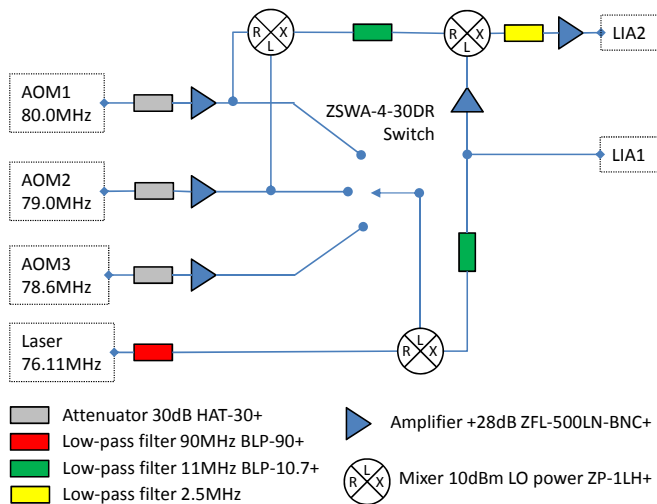 R
L
X
R
L
X
LIA2
AOM1
80.0MHz
ZSWA-4-30DR
Switch
LIA1
AOM2
79.0MHz
AOM3
78.6MHz
Laser
76.11MHz
L
R
X
Attenuator 30dB HAT-30+
Low-pass filter 90MHz BLP-90+
Low-pass filter 11MHz BLP-10.7+
Low-pass filter 2.5MHz
Amplifier +28dB ZFL-500LN-BNC+
L
R
X
Mixer 10dBm LO power ZP-1LH+